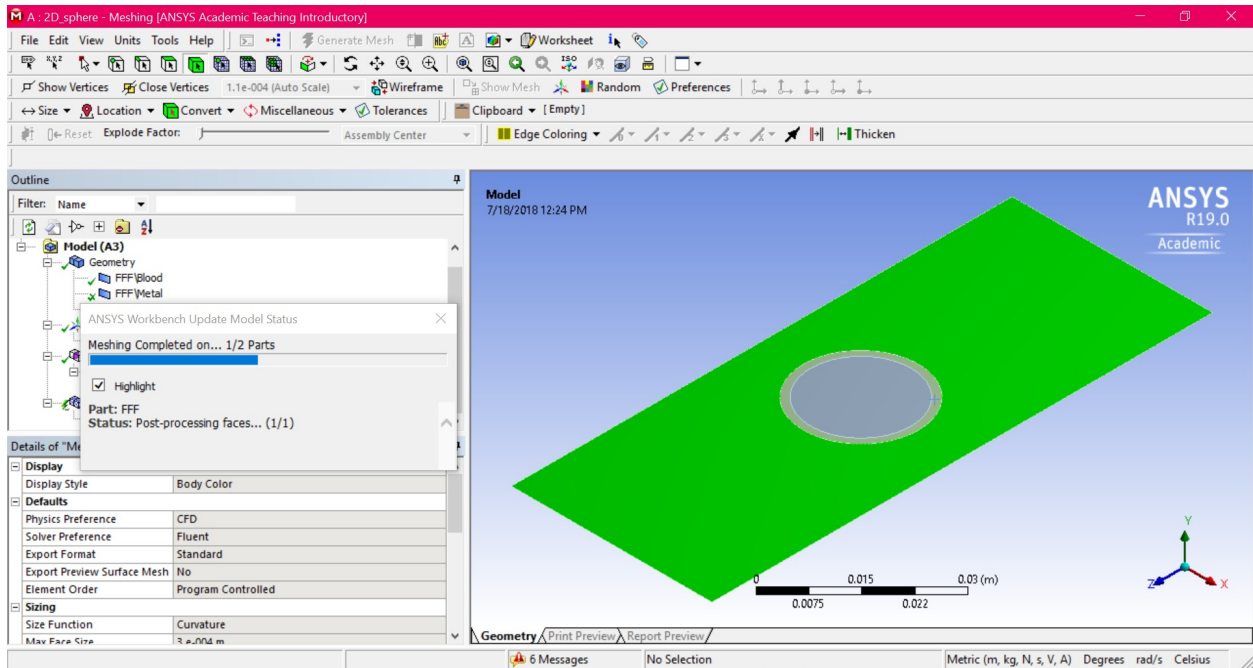 A : 2D_sphere - Meshing [ANSYS Academic Teaching Introductory]
File Edit View Units Tools Help Generate Mesh Worksheet
Show Vertices Close Vertices 1.1e-004 (Auto Scale) Wireframe Show Mesh Random Preferences
Size Location Convert Miscellaneous Tolerances Clipboard [Empty]
Reset Explode Factor: Assembly Center Edge Coloring Thicken
Outline
Filter: Name
Model (A3)
Geometry
FFF\Blood
FFF\Metal
ANSYS Workbench Update Model Status
Meshing Completed on... 1/2 Parts
Highlight
Part: FFF
Status: Post-processing faces... (1/1)
Details of "Me
Display
Display Style Body Color
Defaults
Physics Preference CFD
Solver Preference Fluent
Export Format Standard
Export Preview Surface Mesh No
Element Order Program Controlled
Sizing
Size Function Curvature
Max Face Size 3.e-004 m
Model
7/18/2018 12:24 PM
ANSYS
R19.0
Academic
0 0.015 0.03 (m)
0.0075 0.022
Y
Z X
Geometry Print Preview Report Preview
6 Messages No Selection Metric (m, kg, N, s, V, A) Degrees rad/s Celsius